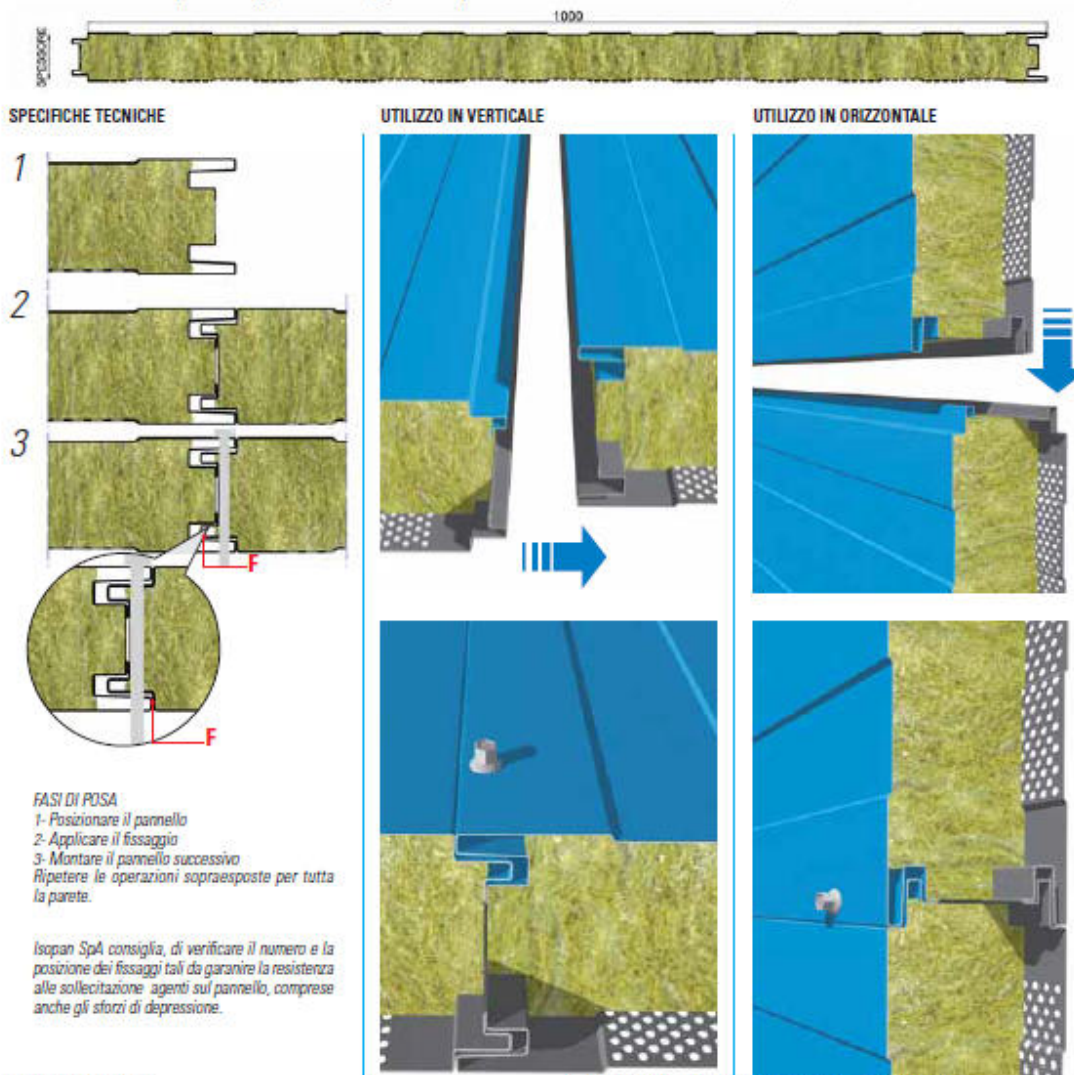 1000
SPESSORE
SPECIFICHE TECNICHE
1
2
3
F
F
FASI DI POSA
1- Posizionare il pannello
2- Applicare il fissaggio
3- Montare il pannello successivo
Ripetere le operazioni sopraesposte per tutta
la parete.
Isopan SpA consiglia, di verificare il numero e la
posizione dei fissaggi tali da garanire la resistenza
alle sollecitazione agenti sul pannello, comprese
anche gli sforzi di depressione.
UTILIZZO IN VERTICALE
UTILIZZO IN ORIZZONTALE